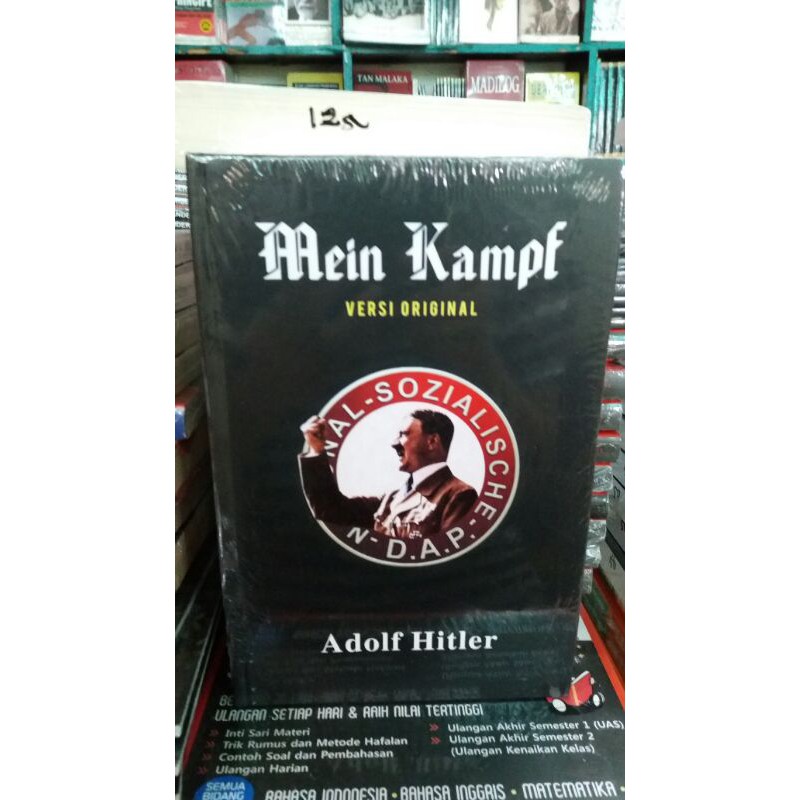 TAN MALAKA
MADILOG
Mein Kampf
VERSI ORIGINAL
NAL-SOZIALISCHE-
N- D.A.P.
Adolf Hitler
ULANGAN SETIAP HARI & RAIH NILAI TERTINGGI
» Inti Sari Materi
» Trik Rumus dan Metode Hafalan
» Contoh Soal dan Pembahasan
» Ulangan Harian
» Ulangan Akhir Semester 1 (UAS)
» Ulangan Akhir Semester 2
(Ulangan Kenaikan Kelas)
SEMUA
BIDANG
BAHASA INDONESIA • BAHASA INGGRIS • MATEMATIKA •